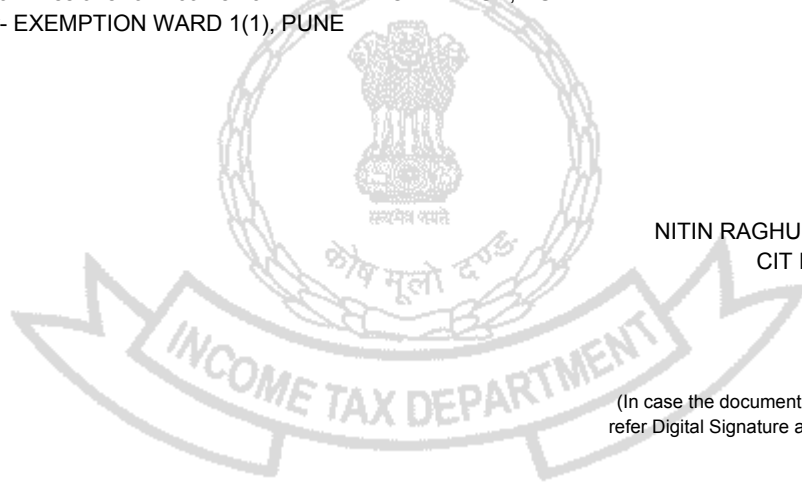 - EXEMPTION WARD 1(1), PUNE
सत्यमेव जयते
NITIN RAGHU
कोष मूलो दण्ड:
CIT
INCOME TAX DEPARTMENT
(In case the document
refer Digital Signature